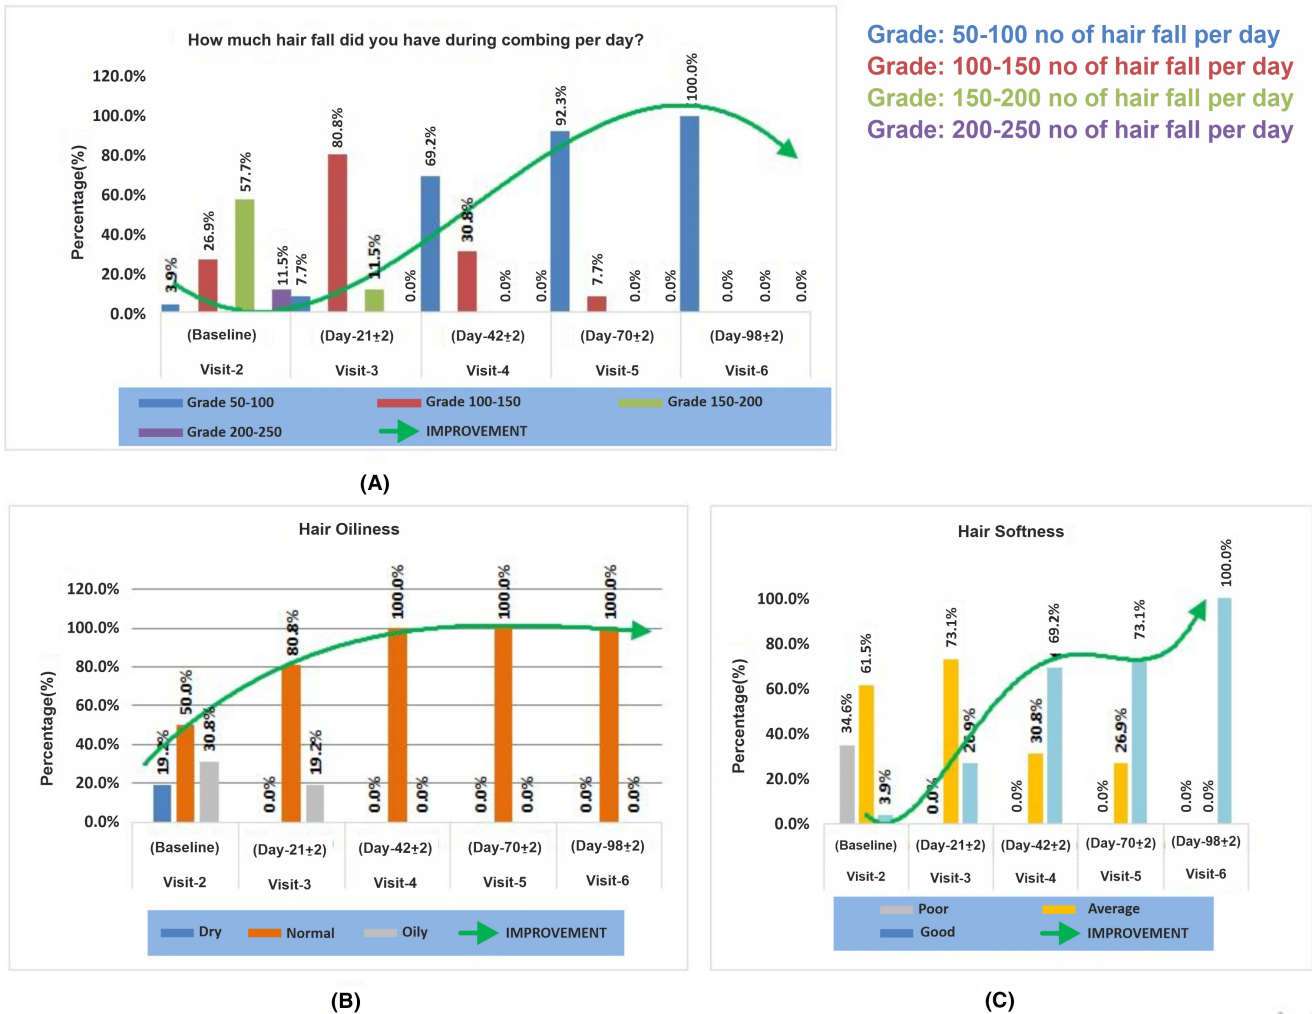 How much hair fall did you have during combing per day?
Grade: 50-100 no of hair fall per day
Grade: 100-150 no of hair fall per day
Grade: 150-200 no of hair fall per day
Grade: 200-250 no of hair fall per day
Percentage(%)
120.0%
100.0%
80.0%
60.0%
40.0%
20.0%
0.0%
3.9% 26.9% 57.7% 11.5%
7.7% 80.8% 11.5% 0.0%
69.2% 30.8% 0.0% 0.0%
92.3% 7.7% 0.0% 0.0%
100.0% 0.0% 0.0% 0.0%
(Baseline) (Day-21±2) (Day-42±2) (Day-70±2) (Day-98±2)
Visit-2 Visit-3 Visit-4 Visit-5 Visit-6
Grade 50-100 Grade 100-150 Grade 150-200
Grade 200-250 IMPROVEMENT
(A)
Hair Oiliness
Percentage(%)
120.0%
100.0%
80.0%
60.0%
40.0%
20.0%
0.0%
50.0% 30.8%
0.0% 80.8% 19.2%
0.0% 100.0% 0.0%
0.0% 100.0% 0.0%
0.0% 100.0% 0.0%
(Baseline) (Day-21±2) (Day-42±2) (Day-70±2) (Day-98±2)
Visit-2 Visit-3 Visit-4 Visit-5 Visit-6
Dry Normal Oily IMPROVEMENT
(B)
Hair Softness
Percentage(%)
100.0%
80.0%
60.0%
40.0%
20.0%
0.0%
34.6% 61.5% 3.9%
0.0% 73.1% 26.9%
0.0% 30.8% 69.2%
0.0% 26.9% 73.1%
0.0% 0.0% 100.0%
(Baseline) (Day-21±2) (Day-42±2) (Day-70±2) (Day-98±2)
Visit-2 Visit-3 Visit-4 Visit-5 Visit-6
Poor Average
Good IMPROVEMENT
(C)